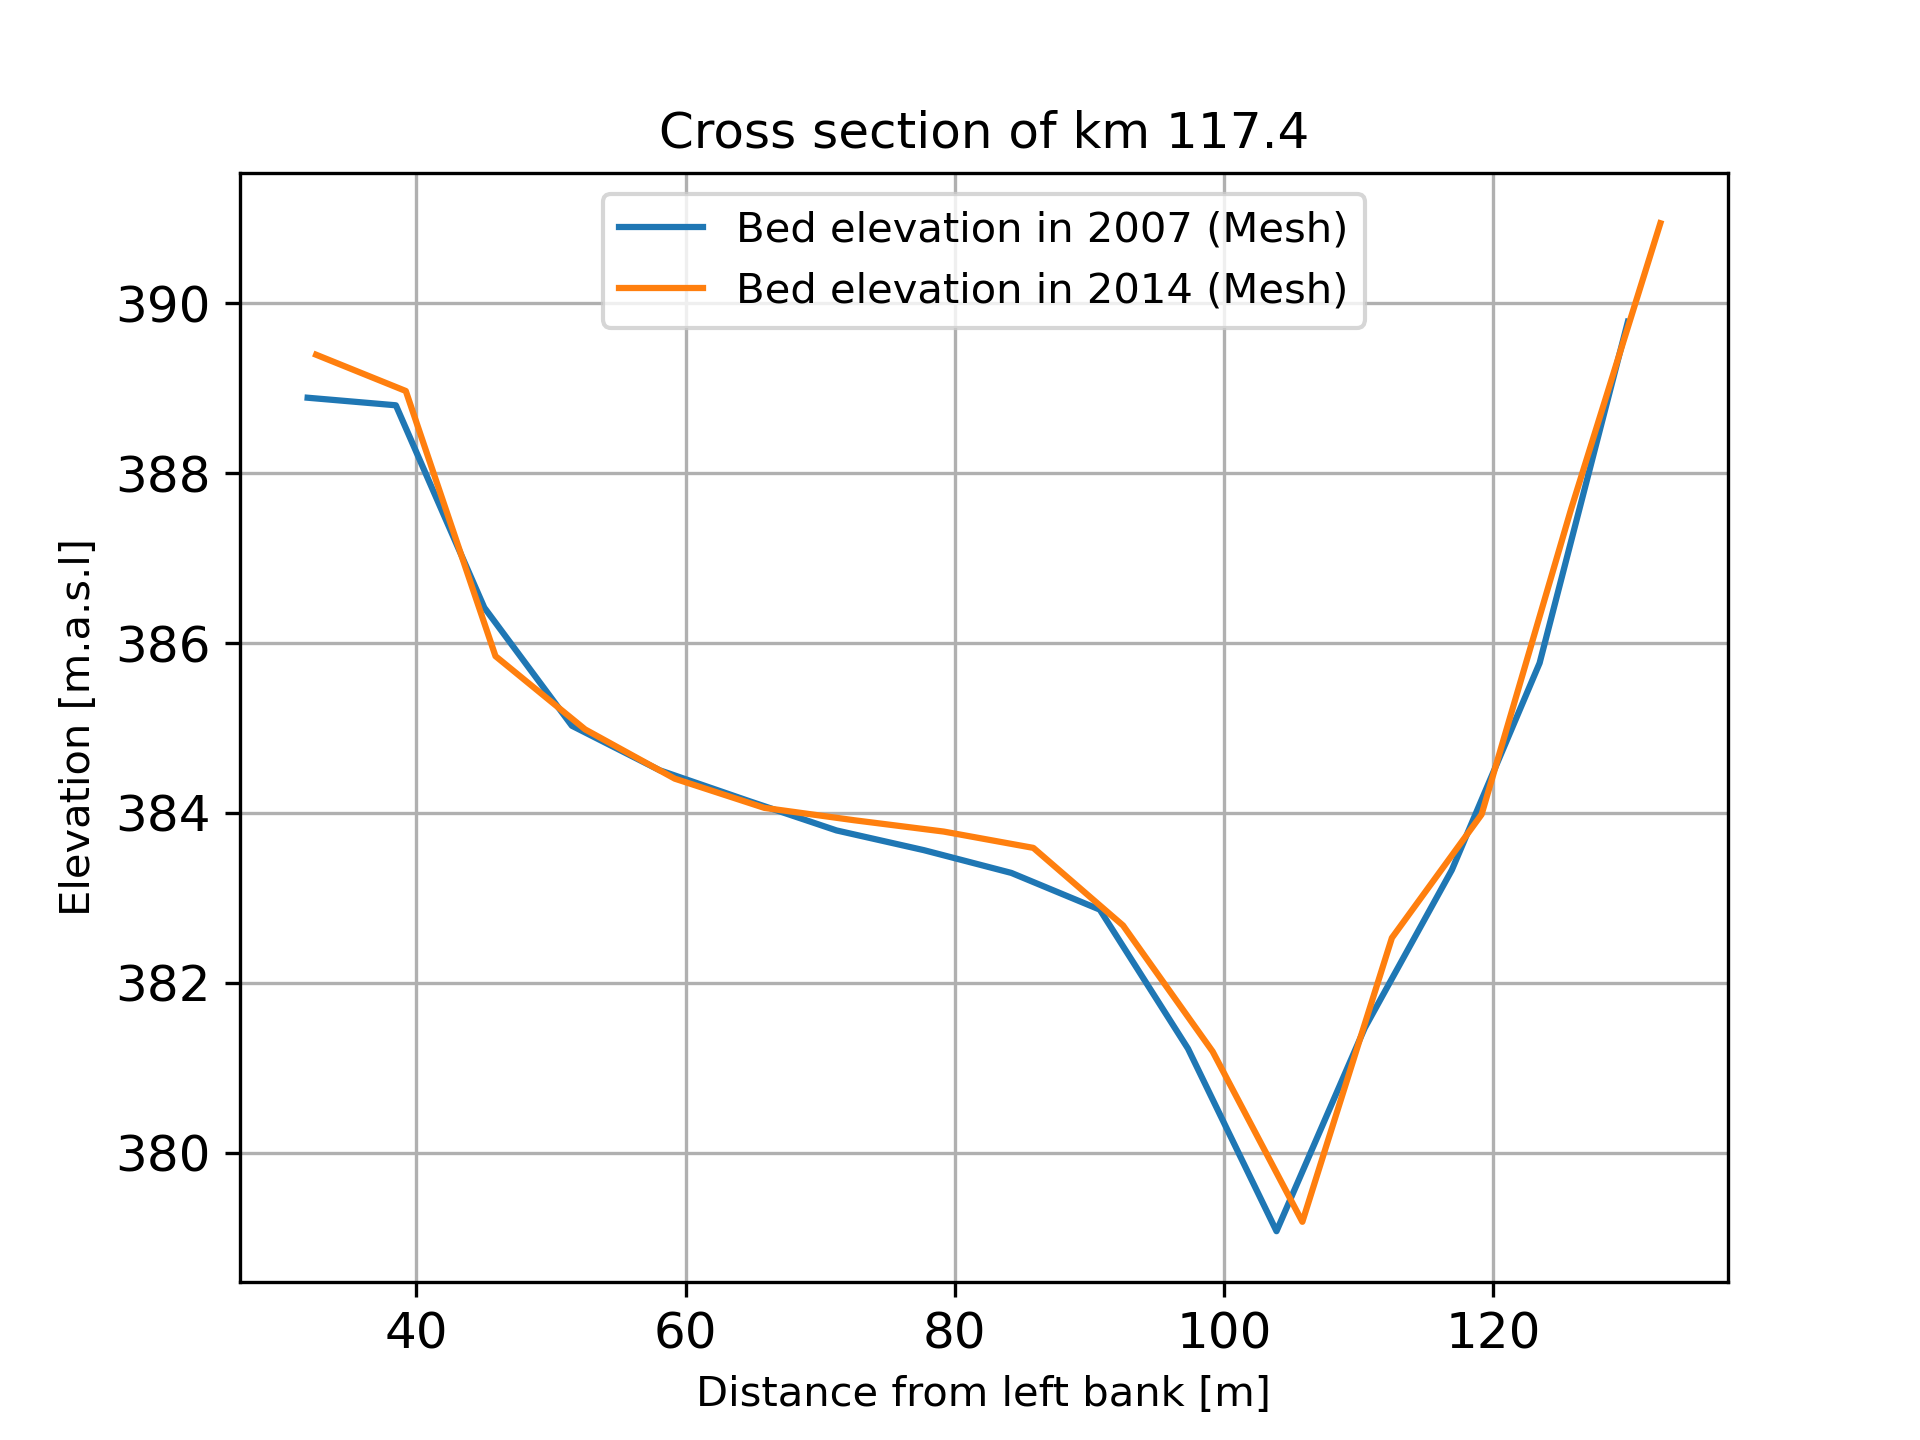 Cross section of km 117.4
Bed elevation in 2007 (Mesh)
Bed elevation in 2014 (Mesh)
Elevation [m.a.s.l]
390
388
386
384
382
380
40 60 80 100 120
Distance from left bank [m]